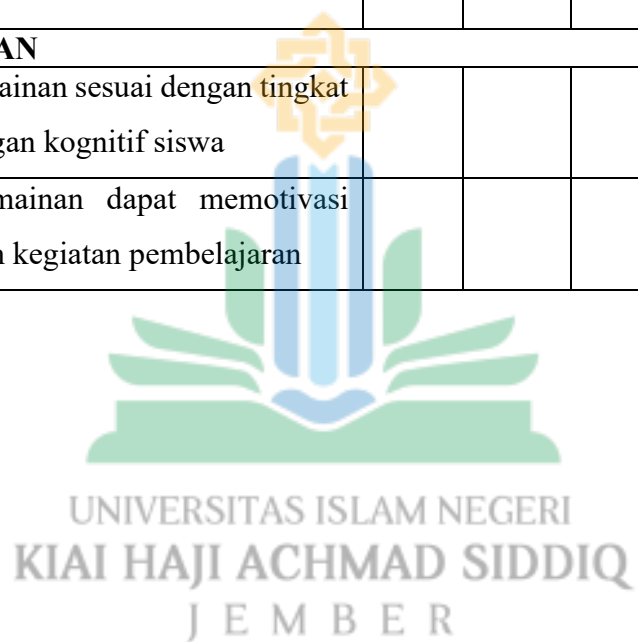 AN
ainan sesuai dengan tingkat
gan kognitif siswa
mainan dapat memotivasi
n kegiatan pembelajaran
UNIVERSITAS ISLAM NEGERI
KIAI HAJI ACHMAD SIDDIQ
JEMBER